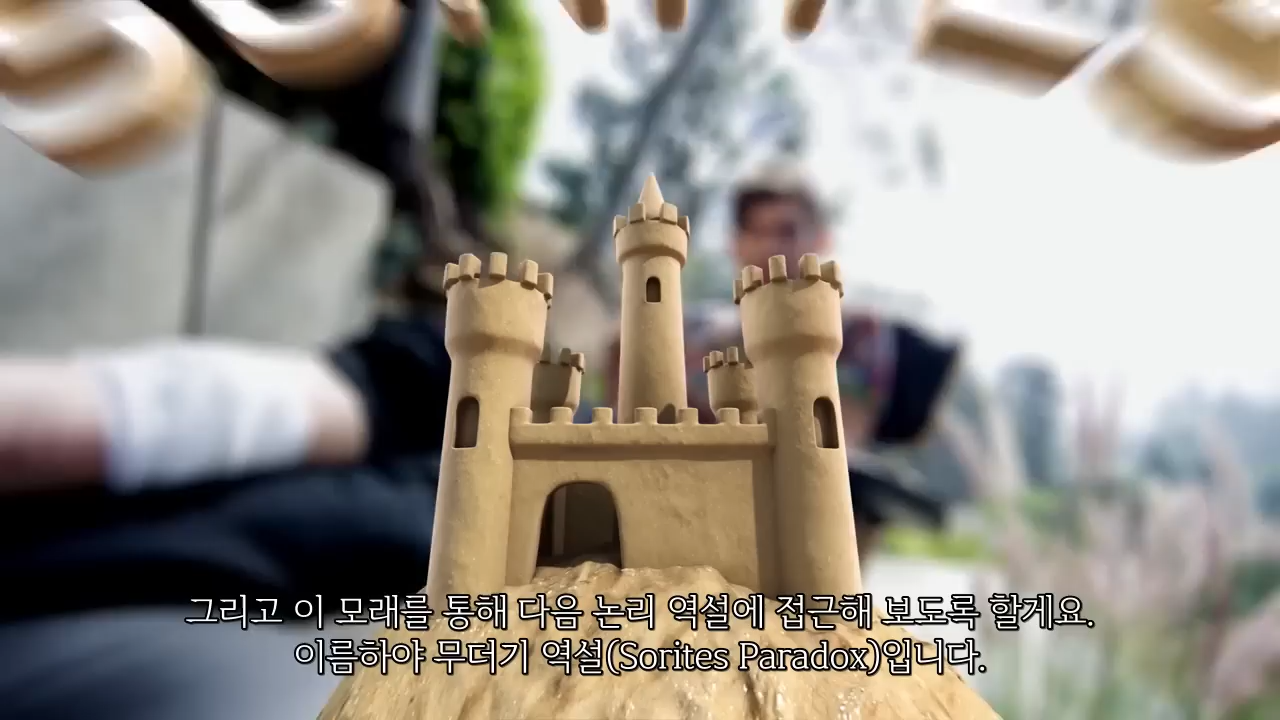 그리고 이 모래를 통해 다음 논리 역설에 접근해 보도록 할게요.
이름하야 무더기 역설(Sorites Paradox)입니다.